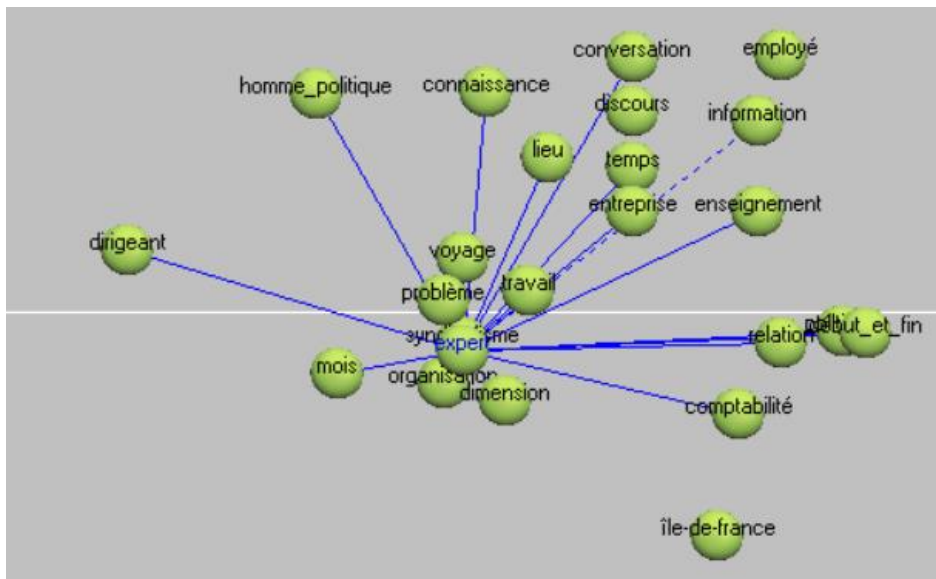 conversation
employé
homme_politique
connaissance
discours
information
lieu
temps
entreprise
enseignement
dirigeant
voyage
travail
problème
expert
relation
début_et_fin
mois
organisation
dimension
comptabilité
île-de-france